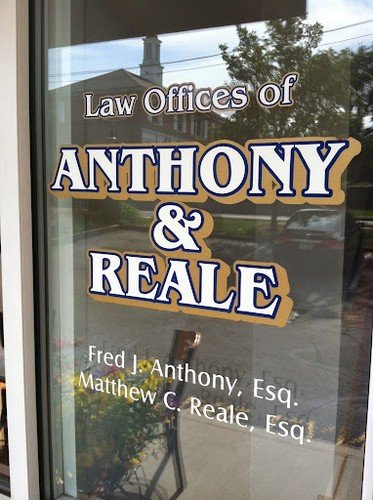 Law Offices of
ANTHONY
&
REALE
Fred J. Anthony, Esq.
Matthew C. Reale, Esq.